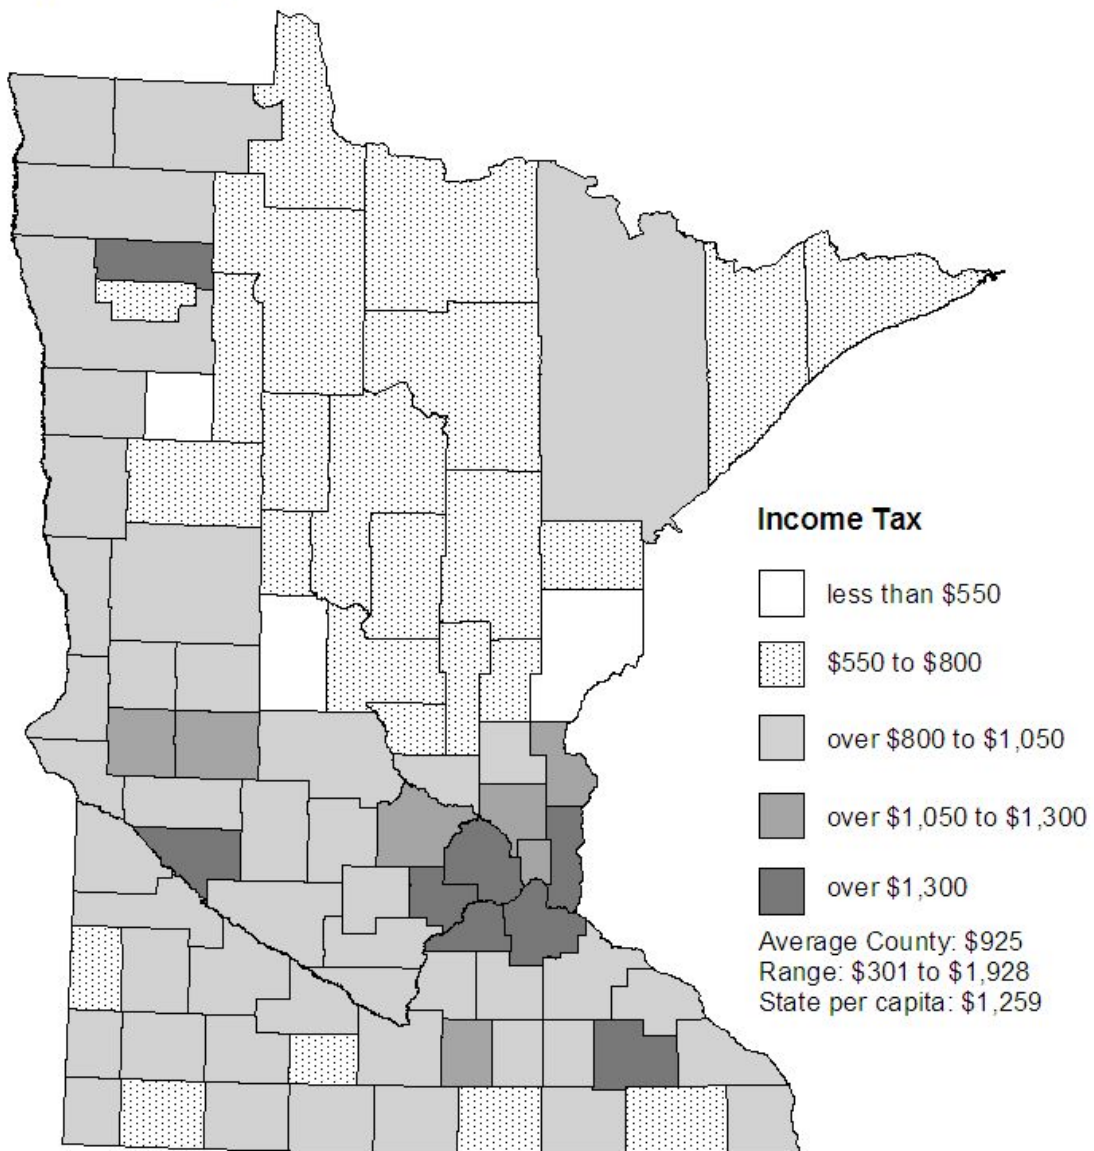 Income Tax
less than $550
$550 to $800
over $800 to $1,050
over $1,050 to $1,300
over $1,300
Average County: $925
Range: $301 to $1,928
State per capita: $1,259